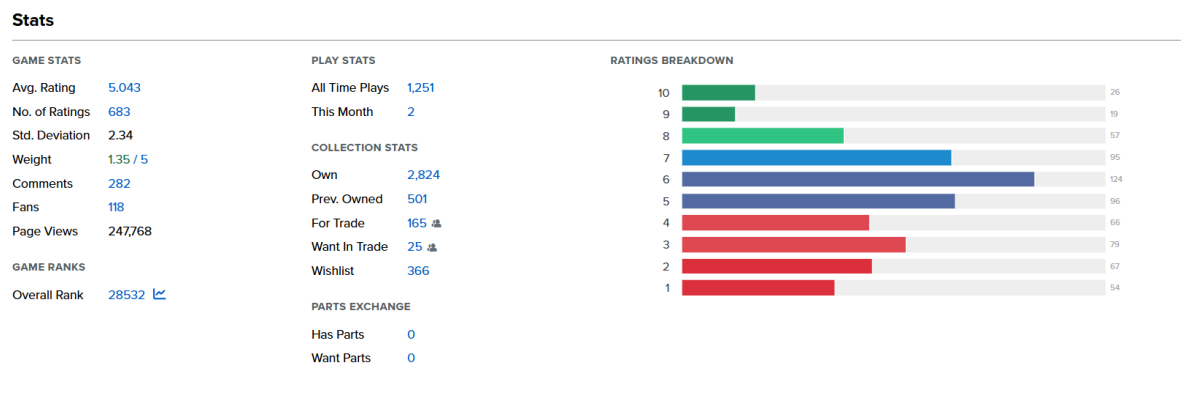 Stats
GAME STATS
Avg. Rating 5.043
No. of Ratings 683
Std. Deviation 2.34
Weight 1.35 / 5
Comments 282
Fans 118
Page Views 247,768
GAME RANKS
Overall Rank 28532
PLAY STATS
All Time Plays 1,251
This Month 2
COLLECTION STATS
Own 2,824
Prev. Owned 501
For Trade 165
Want In Trade 25
Wishlist 366
PARTS EXCHANGE
Has Parts 0
Want Parts 0
RATINGS BREAKDOWN
10 26
9 19
8 57
7 95
6 124
5 96
4 66
3 79
2 67
1 54